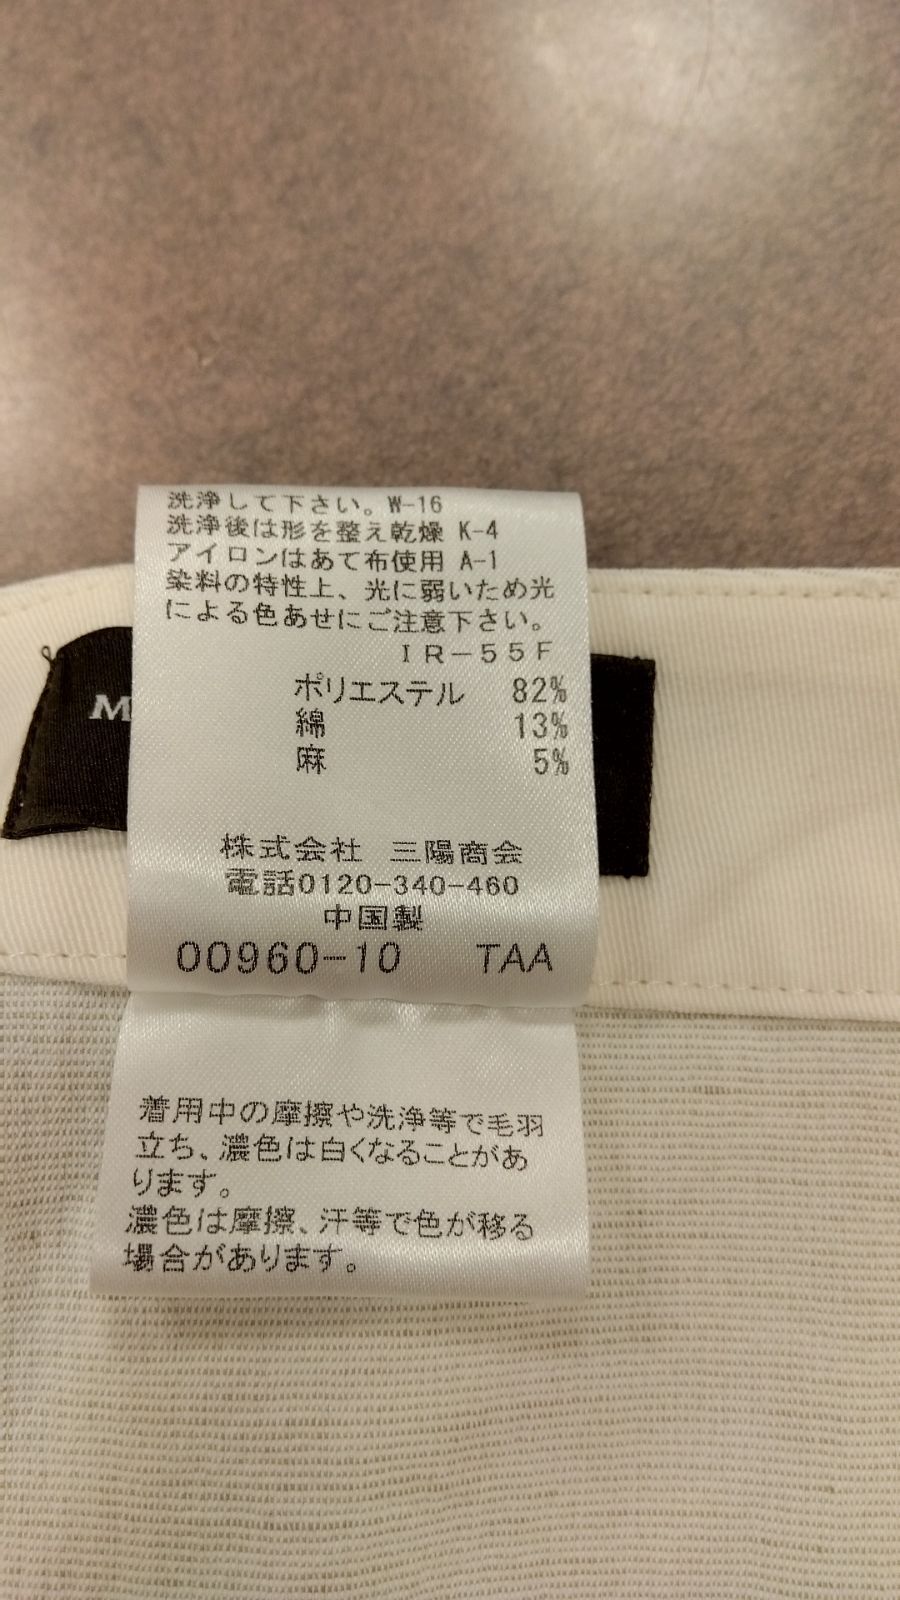 洗浄して下さい。W-16
洗浄後は形を整え乾燥 K-4
アイロンはあて布使用 A-1
染料の特性上、光に弱いため光
による色あせにご注意下さい。
IR-55F
ポリエステル 82%
綿 13%
麻 5%
M
株式会社 三陽商会
電話0120-340-460
中国製
00960-10 TAA
着用中の摩擦や洗浄等で毛羽
立ち、濃色は白くなることがあ
ります。
濃色は摩擦、汗等で色が移る
場合があります。